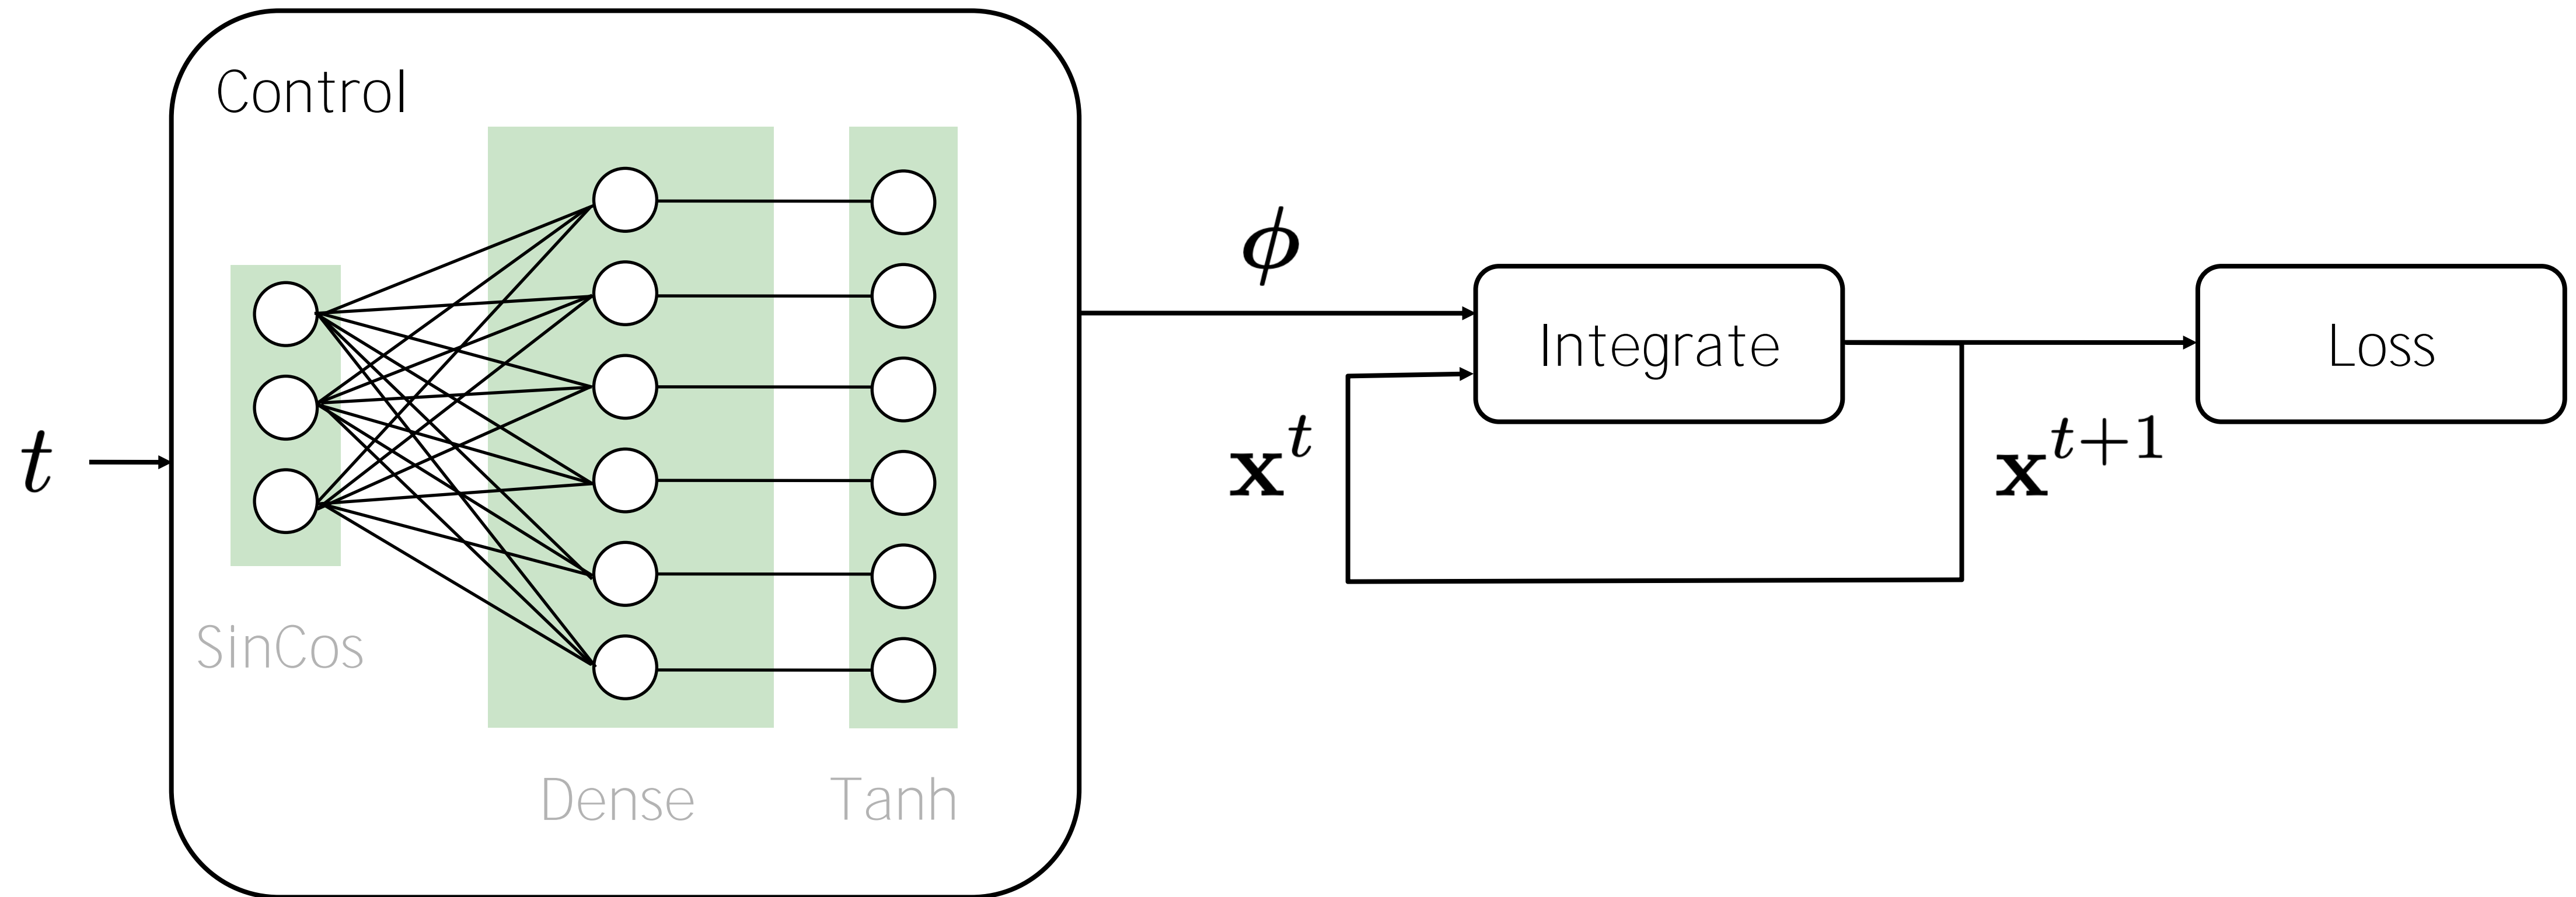 Control
t
SinCos
Dense
Tanh
ϕ
x^t
Integrate
x^{t+1}
Loss